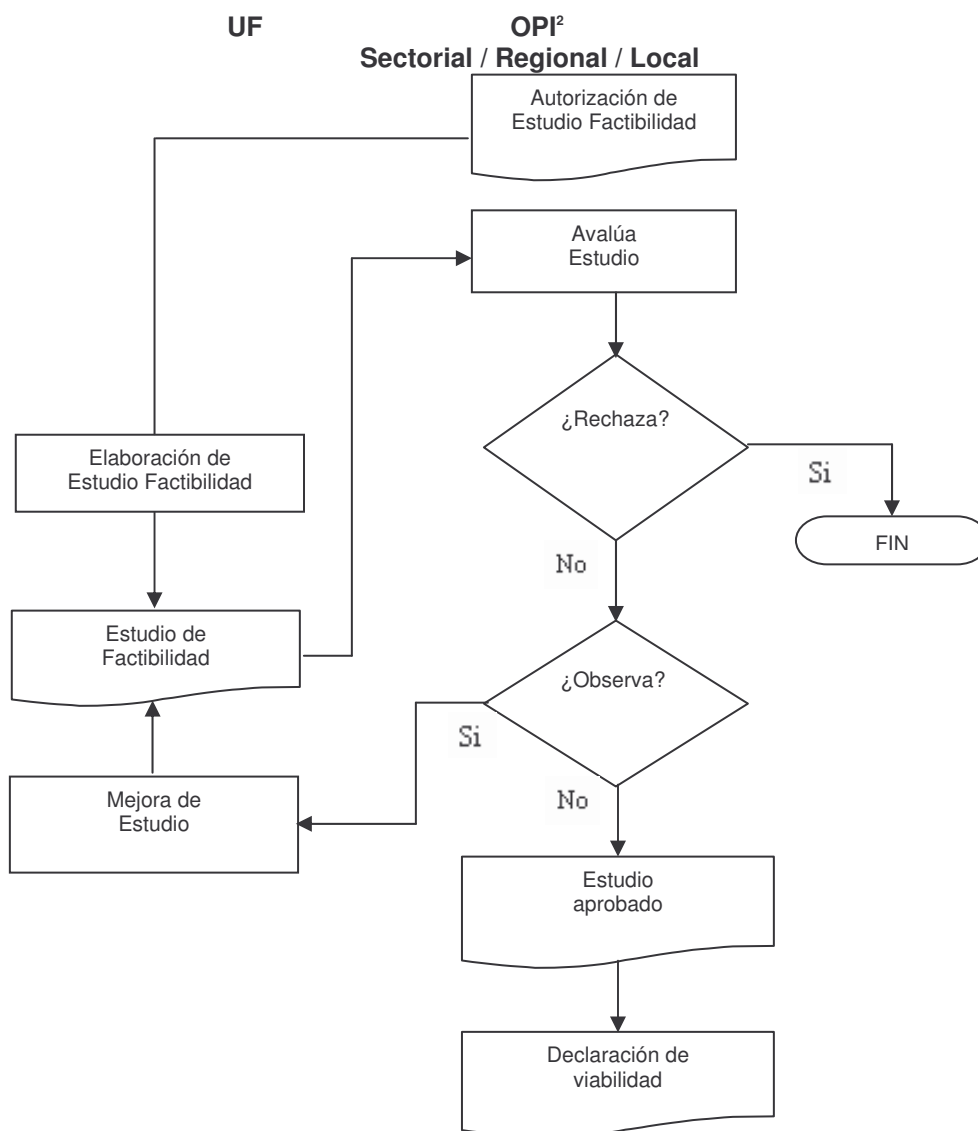 UF
OPI²
Sectorial / Regional / Local
Autorización de
Estudio Factibilidad
Avalúa
Estudio
¿Rechaza?
Elaboración de
Estudio Factibilidad
Si
FIN
No
Estudio de
Factibilidad
¿Observa?
Si
Mejora de
Estudio
No
Estudio
aprobado
Declaración de
viabilidad